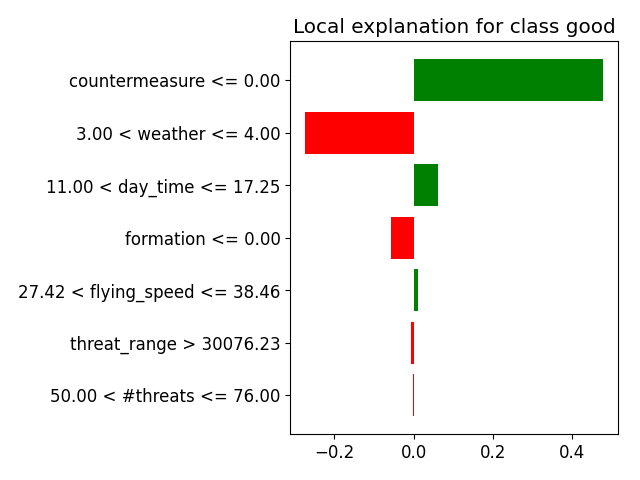 Local explanation for class good
countermeasure <= 0.00
3.00 < weather <= 4.00
11.00 < day_time <= 17.25
formation <= 0.00
27.42 < flying_speed <= 38.46
threat_range > 30076.23
50.00 < #threats <= 76.00
−0.2 0.0 0.2 0.4